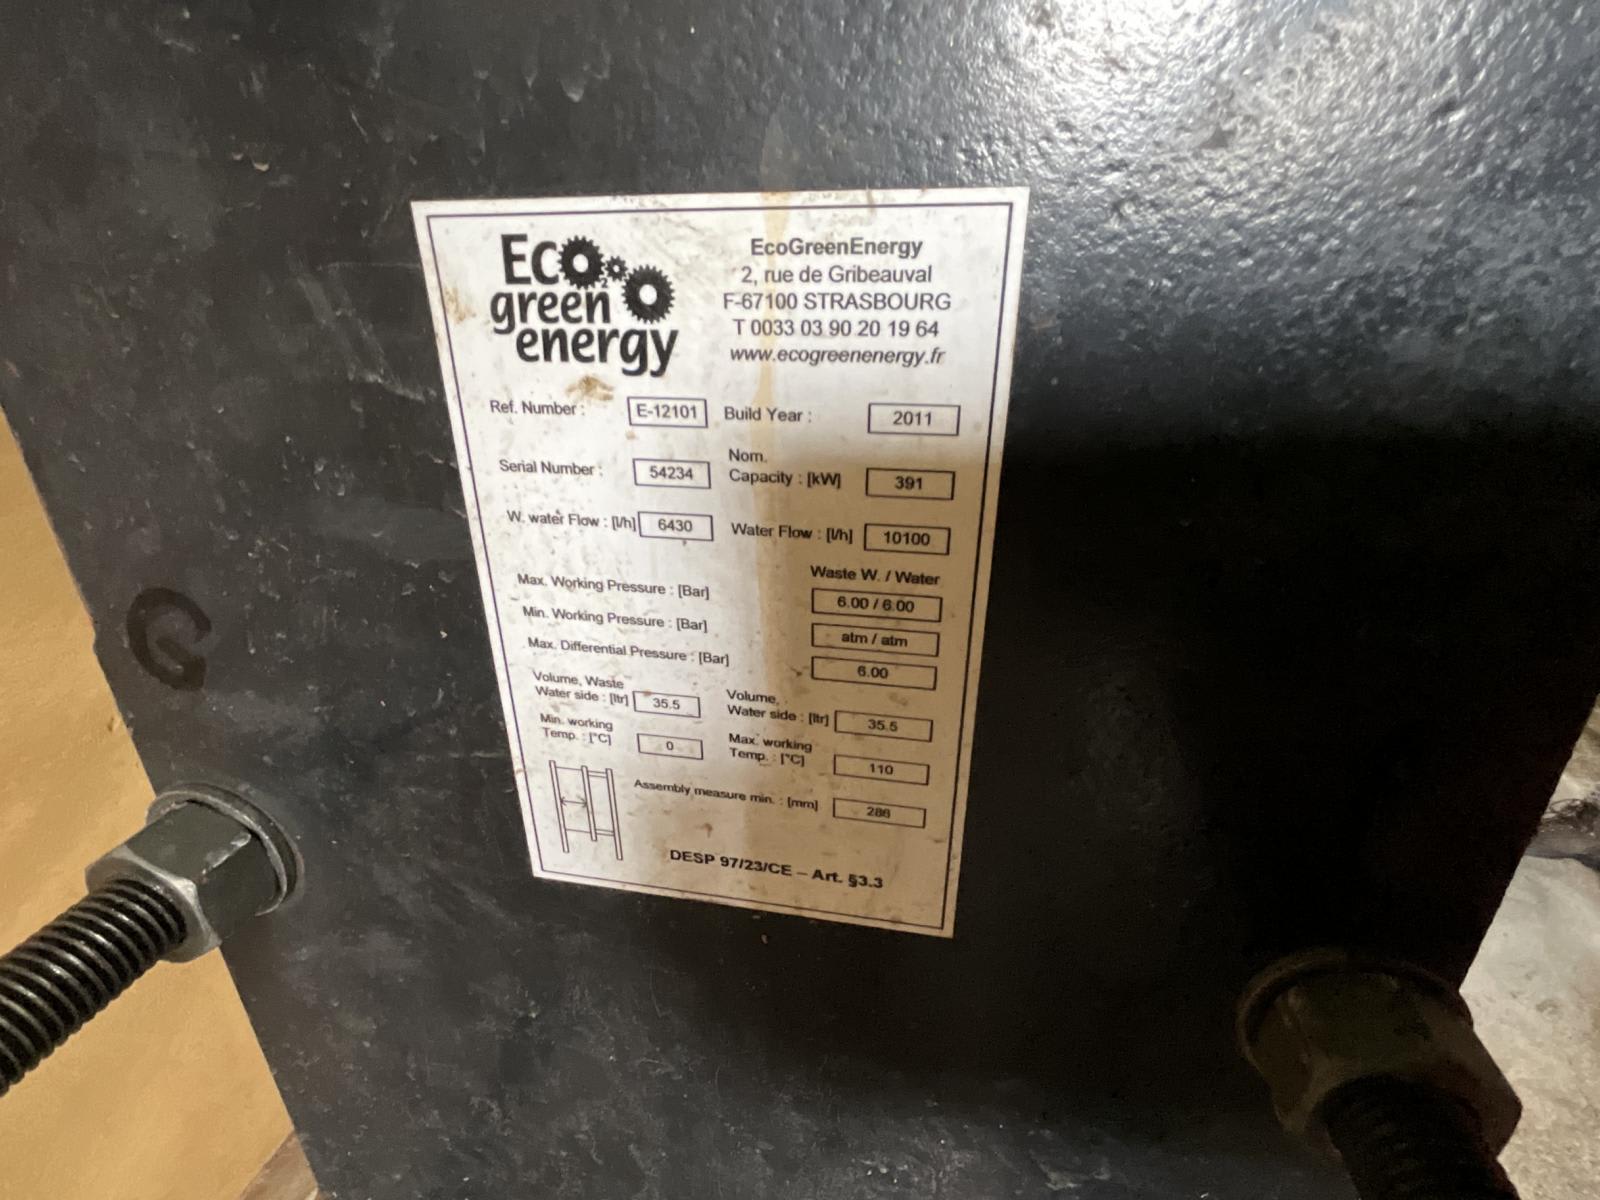 Eco2
green
energy
EcoGreenEnergy
2, rue de Gribeauval
F-67100 STRASBOURG
T 0033 03 90 20 19 64
www.ecogreenenergy.fr
Ref. Number : E-12101 Build Year : 2011
Serial Number : 54234 Nom. Capacity : [kW] 391
W. water Flow : [l/h] 6430 Water Flow : [l/h] 10100
Waste W. / Water
Max. Working Pressure : [Bar] 6.00 / 6.00
Min. Working Pressure : [Bar] atm / atm
Max. Differential Pressure : [Bar] 6.00
Volume, Waste Water side : [ltr] 35.5 Volume, Water side : [ltr] 35.5
Min. working Temp. : [°C] 0 Max. working Temp. : [°C] 110
Assembly measure min. : [mm] 286
DESP 97/23/CE – Art. §3.3